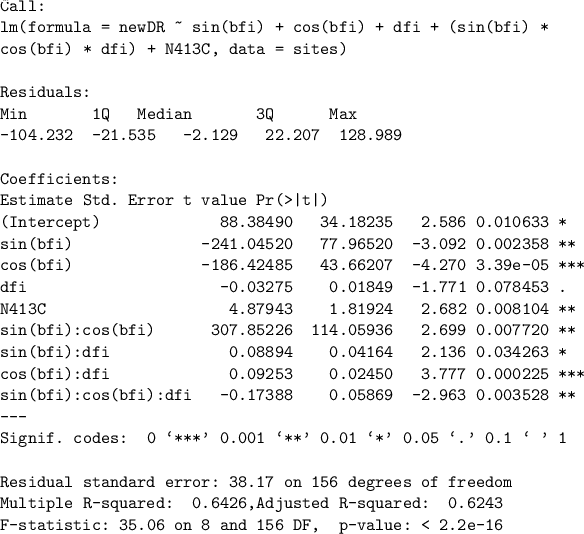 Call:
lm(formula = newDR ~ sin(bfi) + cos(bfi) + dfi + (sin(bfi) *
cos(bfi) * dfi) + N413C, data = sites)
Residuals:
Min 1Q Median 3Q Max
-104.232 -21.535 -2.129 22.207 128.989
Coefficients:
Estimate Std. Error t value Pr(>|t|)
(Intercept) 88.38490 34.18235 2.586 0.010633 *
sin(bfi) -241.04520 77.96520 -3.092 0.002358 **
cos(bfi) -186.42485 43.66207 -4.270 3.39e-05 ***
dfi -0.03275 0.01849 -1.771 0.078453 .
N413C 4.87943 1.81924 2.682 0.008104 **
sin(bfi):cos(bfi) 307.85226 114.05936 2.699 0.007720 **
sin(bfi):dfi 0.08894 0.04164 2.136 0.034263 *
cos(bfi):dfi 0.09253 0.02450 3.777 0.000225 ***
sin(bfi):cos(bfi):dfi -0.17388 0.05869 -2.963 0.003528 **
---
Signif. codes: 0 ‘***’ 0.001 ‘**’ 0.01 ‘*’ 0.05 ‘.’ 0.1 ‘ ’ 1
Residual standard error: 38.17 on 156 degrees of freedom
Multiple R-squared: 0.6426,Adjusted R-squared: 0.6243
F-statistic: 35.06 on 8 and 156 DF, p-value: < 2.2e-16